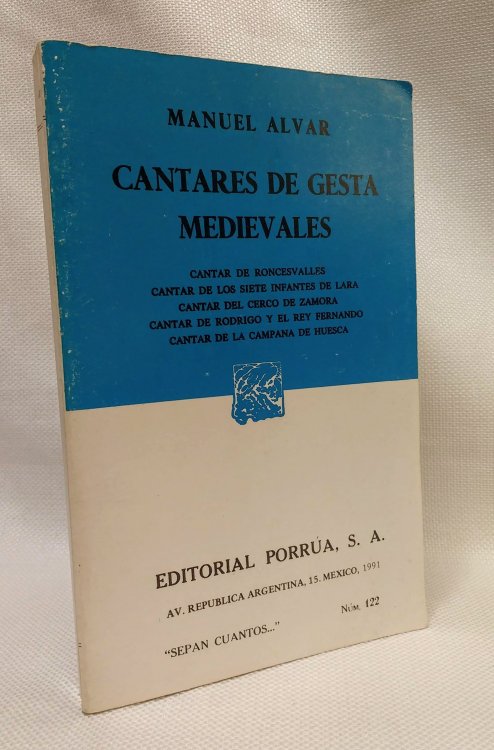 MANUEL ALVAR
CANTARES DE GESTA
MEDIEVALES
CANTAR DE RONCESVALLES
CANTAR DE LOS SIETE INFANTES DE LARA
CANTAR DEL CERCO DE ZAMORA
CANTAR DE RODRIGO Y EL REY FERNANDO
CANTAR DE LA CAMPANA DE HUESCA
EDITORIAL PORRÚA, S. A.
AV. REPUBLICA ARGENTINA, 15. MEXICO, 1991
"SEPAN CUANTOS..." NÚM. 122